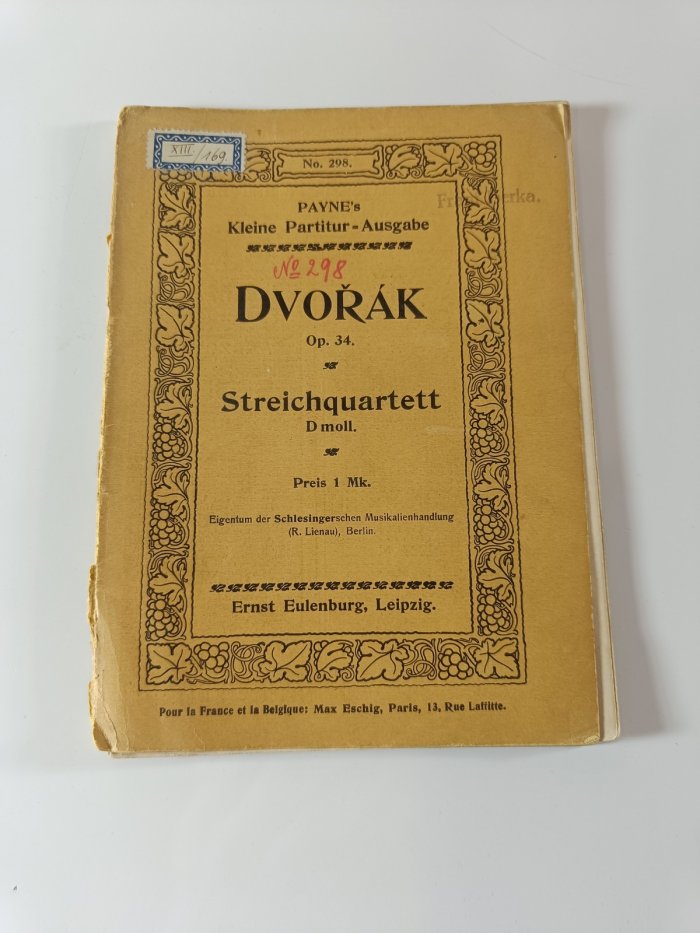 XIII./169
No. 298.
PAYNE's
Kleine Partitur-Ausgabe
No 298
DVOŘÁK
Op. 34.
Streichquartett
D moll.
Preis 1 Mk.
Eigentum der Schlesingerschen Musikalienhandlung
(R. Lienau), Berlin.
Ernst Eulenburg, Leipzig.
Pour la France et la Belgique: Max Eschig, Paris, 13, Rue Laffitte.